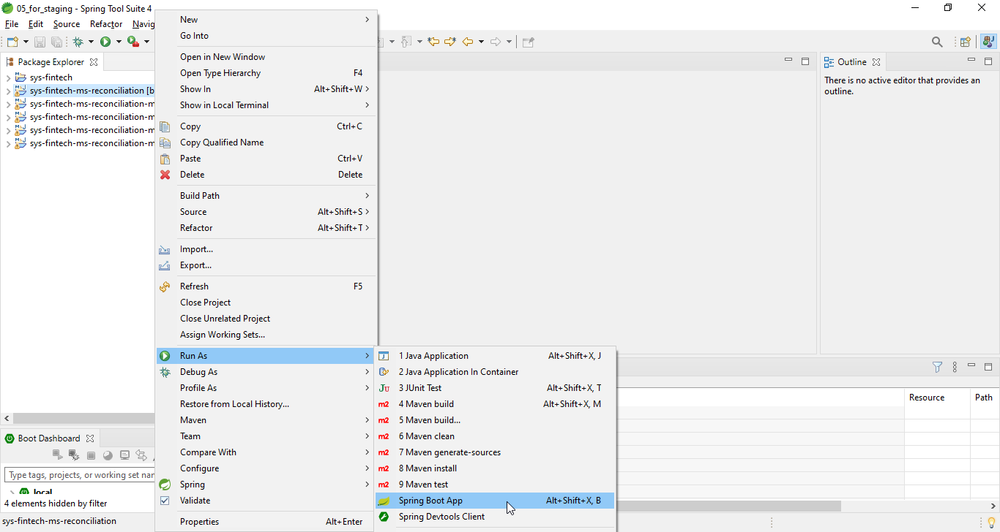 05_for_staging - Spring Tool Suite 4
File Edit Source Refactor Navig
Package Explorer
sys-fintech
sys-fintech-ms-reconciliation [b
sys-fintech-ms-reconciliation-m
sys-fintech-ms-reconciliation-m
sys-fintech-ms-reconciliation-m
sys-fintech-ms-reconciliation-m
New
Go Into
Open in New Window
Open Type Hierarchy F4
Show In Alt+Shift+W
Show in Local Terminal
Copy Ctrl+C
Copy Qualified Name
Paste Ctrl+V
Delete Delete
Build Path
Source Alt+Shift+S
Refactor Alt+Shift+T
Import...
Export...
Refresh F5
Close Project
Close Unrelated Project
Assign Working Sets...
Run As
Debug As
Profile As
Restore from Local History...
Maven
Team
Compare With
Configure
Spring
Validate
Properties Alt+Enter
1 Java Application Alt+Shift+X, J
2 Java Application In Container
3 JUnit Test Alt+Shift+X, T
4 Maven build Alt+Shift+X, M
5 Maven build...
6 Maven clean
7 Maven generate-sources
8 Maven install
9 Maven test
Spring Boot App Alt+Shift+X, B
Spring Devtools Client
Outline
There is no active editor that provides an
outline.
Resource Path
Boot Dashboard
Type tags, projects, or working set nar
local
4 elements hidden by filter
sys-fintech-ms-reconciliation